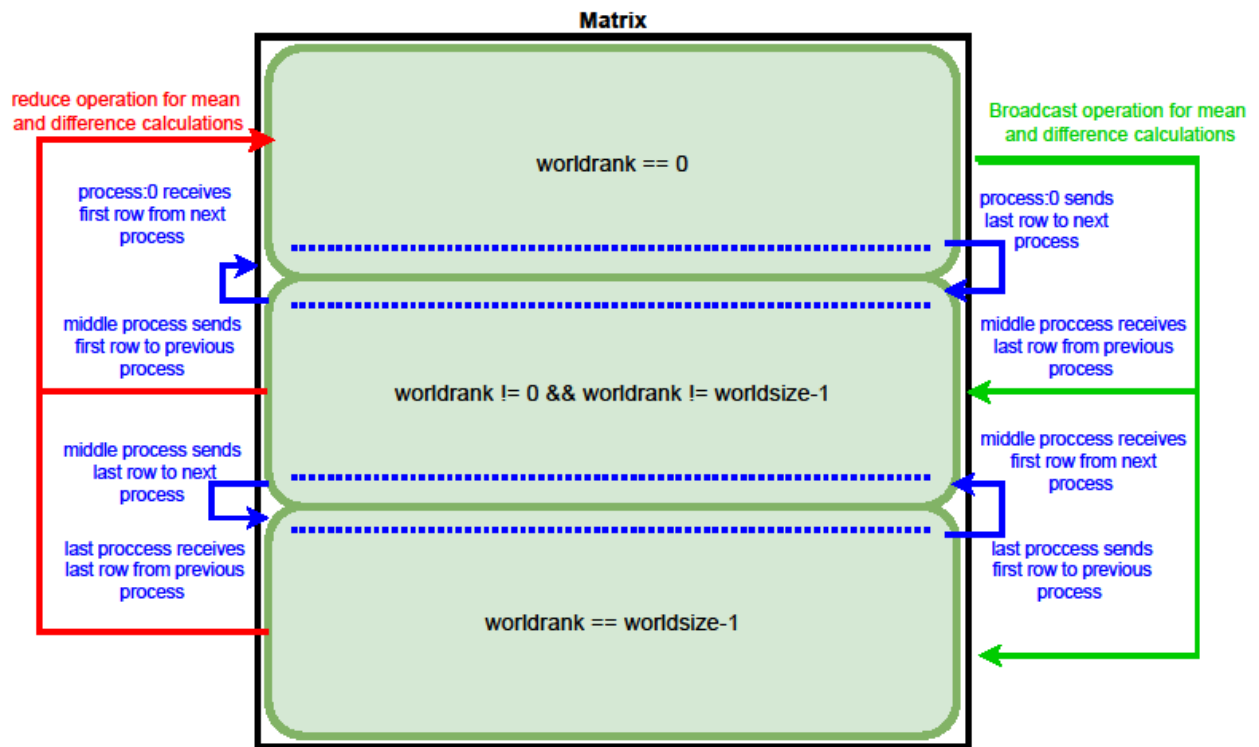 Matrix
reduce operation for mean
and difference calculations
Broadcast operation for mean
and difference calculations
worldrank == 0
process:0 receives
first row from next
process
process:0 sends
last row to next
process
middle process sends
first row to previous
process
middle proccess receives
last row from previous
process
worldrank != 0 && worldrank != worldsize-1
middle process sends
last row to next
process
middle proccess receives
first row from next
process
last proccess receives
last row from previous
process
last proccess sends
first row to previous
process
worldrank == worldsize-1